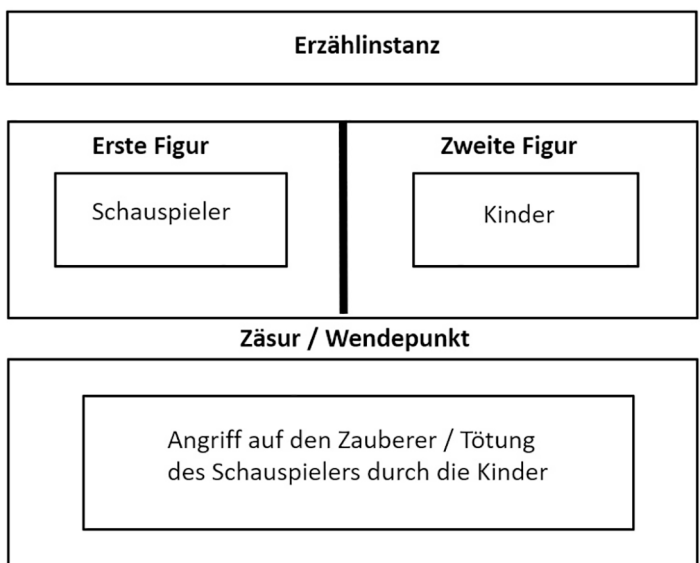 Erzählinstanz
Erste Figur
Zweite Figur
Schauspieler
Kinder
Zäsur / Wendepunkt
Angriff auf den Zauberer / Tötung
des Schauspielers durch die Kinder